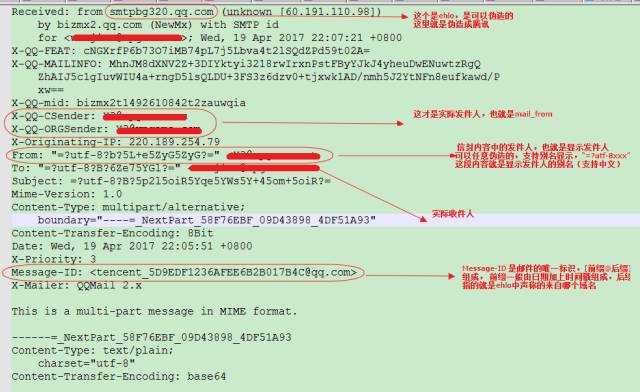 Received: from smtpbg320.qq.com (unknown [60.191.110.98])
by bizmx2.qq.com (NewMx) with SMTP id
for < >; Wed, 19 Apr 2017 22:07:21 +0800
X-QQ-FEAT: cNGXrfP6b73O7iMB74pL7j5Lbva4t2lSQdZPd59t02A=
X-QQ-MAILINFO: MhnJM8dXNV2Z+3DIYktyi3218rwIrxnPstFByYJkJ4yheuDwENuwtzRgQ
ZhAIJ5clgIuvWIU4a+rngD5lsQLDU+3FS3z6dzv0+tjxwk1AD/nmh5J2YtNFn8eufkawd/P
xw==
X-QQ-mid: bizmx2t1492610842t2zauwqia
X-QQ-CSender:
X-QQ-ORGSender:
X-Originating-IP: 220.189.254.79
From: "=?utf-8?b?5L+e5ZyG5ZyG?="
To: "=?utf-8?B?6Ze75YGl?="
Subject: =?utf-8?B?5p2l5oiR5Yqe5YWs5Y+45om+5oiR?=
Mime-Version: 1.0
Content-Type: multipart/alternative;
boundary="----=_NextPart_58F76EBF_09D43898_4DF51A93"
Content-Transfer-Encoding: 8Bit
Date: Wed, 19 Apr 2017 22:05:51 +0800
X-Priority: 3
Message-ID: <tencent_5D9EDF1236AFEE6B2B017B4C@qq.com>
X-Mailer: QQMail 2.x
This is a multi-part message in MIME format.
------=_NextPart_58F76EBF_09D43898_4DF51A93
Content-Type: text/plain;
charset="utf-8"
Content-Transfer-Encoding: base64
这个是ehlo，是可以伪造的
这里就是伪造成腾讯
这才是实际发件人，也就是mail_from
信封内容中的发件人，也就是显示发件人
可以任意伪造的，支持别名显示，"=?utf-8xxx"
这段内容就是显示发件人的别名（支持中文）
实际收件人
Message-ID 是邮件的唯一标识，[前缀@后缀]
组成，前缀一般由日期加上时间戳组成，后缀
指的就是ehlo中声称的来自哪个域名